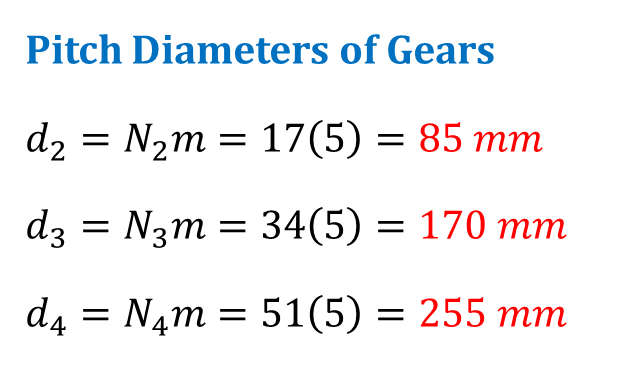 Pitch Diameters of Gears
d₂ = N₂m = 17(5) = 85 mm
d₃ = N₃m = 34(5) = 170 mm
d₄ = N₄m = 51(5) = 255 mm